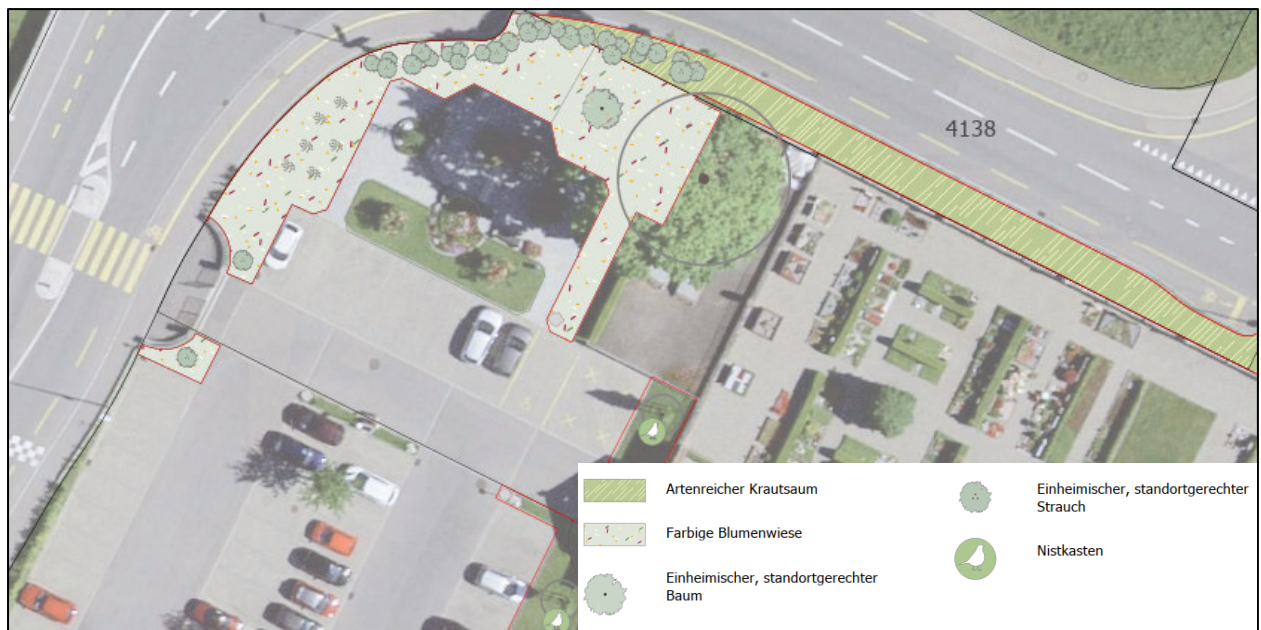 4138
Artenreicher Krautsaum
Farbige Blumenwiese
Einheimischer, standortgerechter
Baum
Einheimischer, standortgerechter
Strauch
Nistkasten